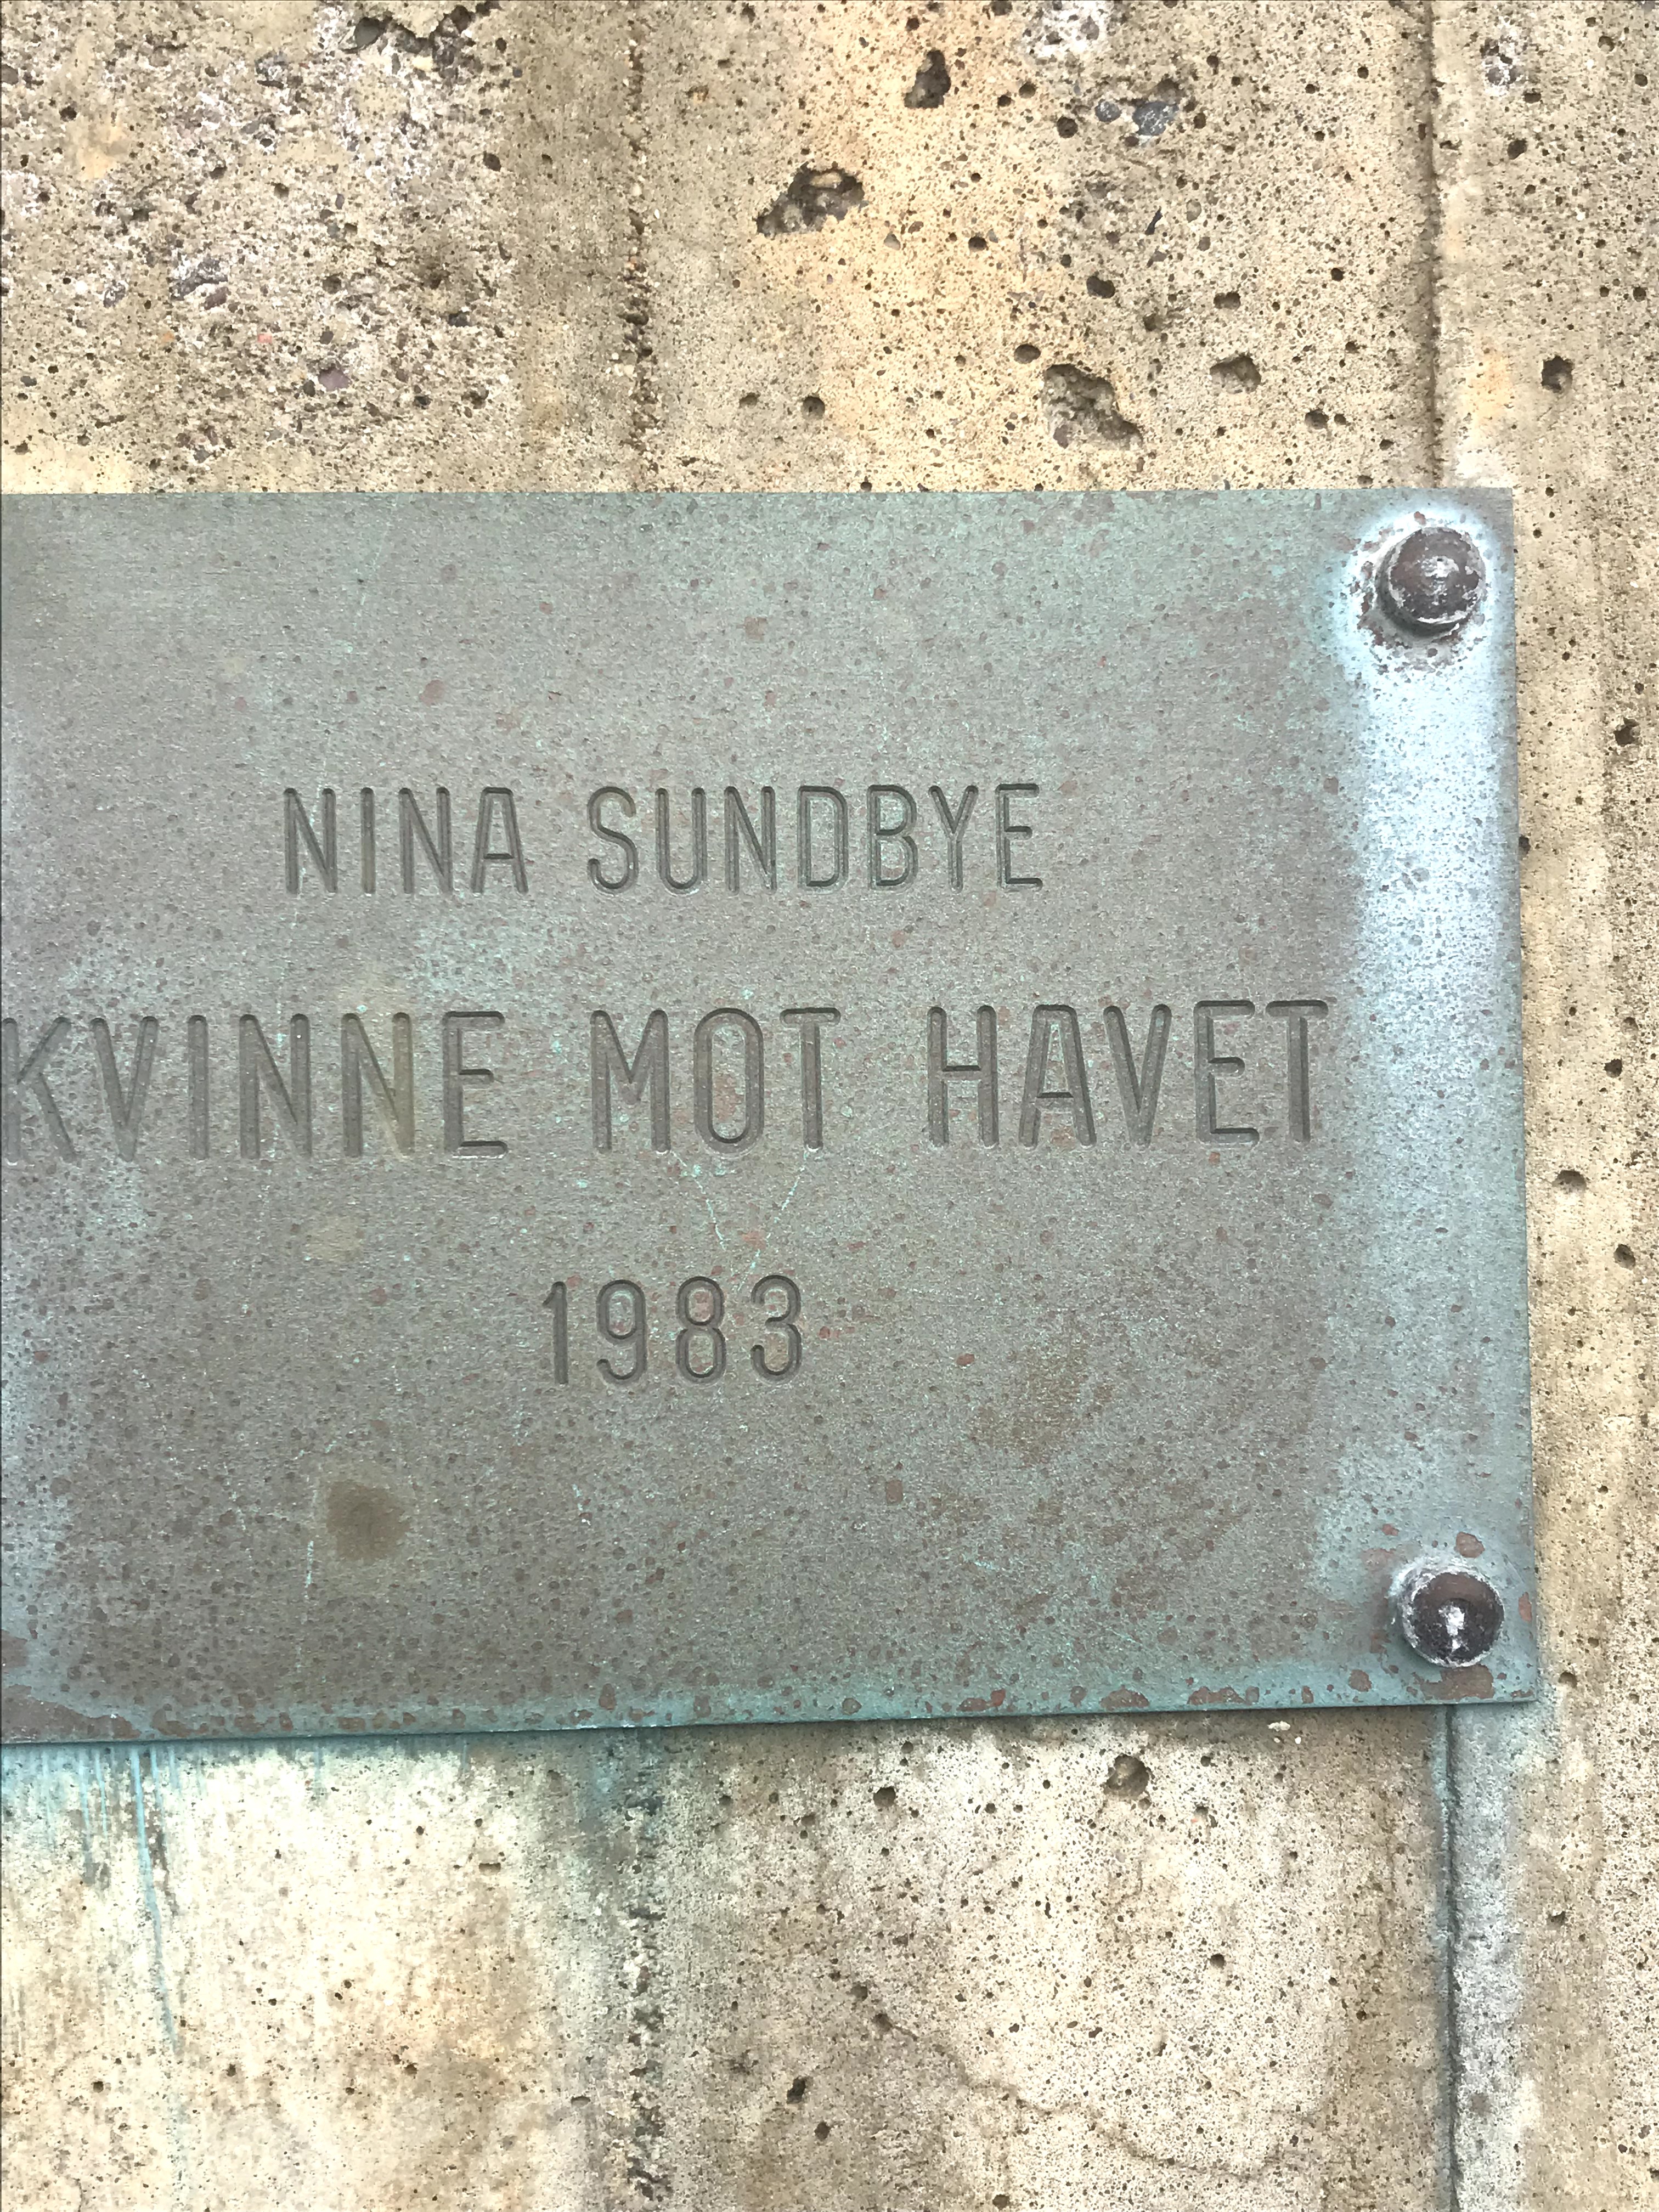 NINA SUNDBYE
KVINNE MOT HAVET
1983